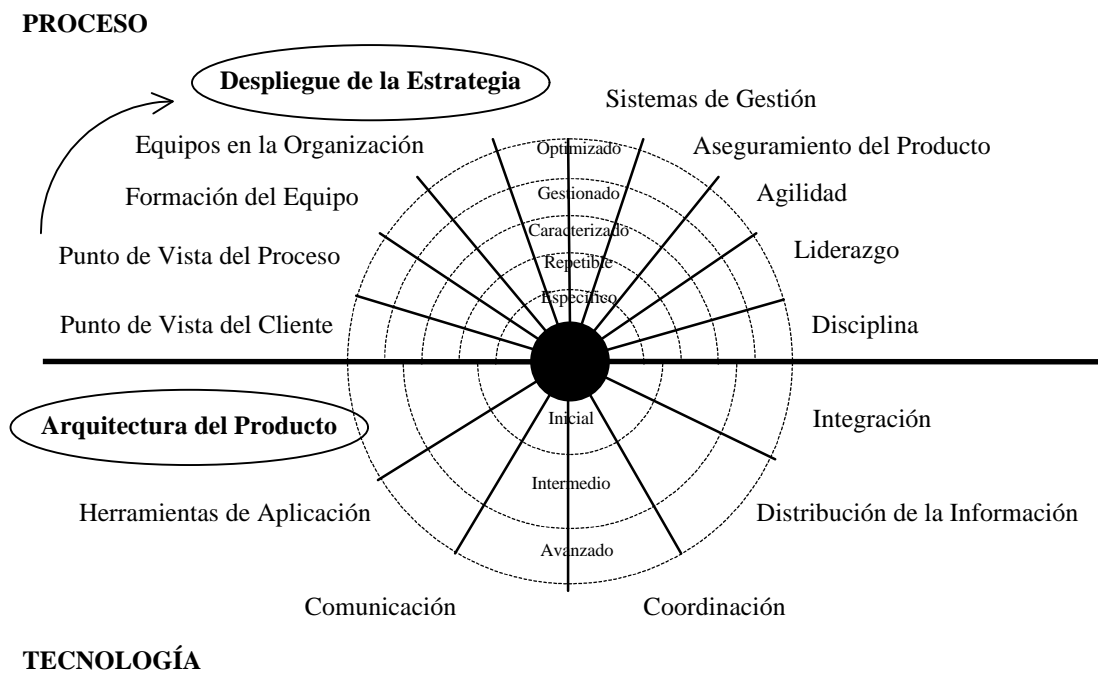 PROCESO
Despliegue de la Estrategia
Sistemas de Gestión
Equipos en la Organización
Optimizado
Aseguramiento del Producto
Formación del Equipo
Gestionado
Agilidad
Caracterizado
Punto de Vista del Proceso
Repetible
Liderazgo
Específico
Punto de Vista del Cliente
Disciplina
Arquitectura del Producto
Inicial
Integración
Intermedio
Herramientas de Aplicación
Distribución de la Información
Avanzado
Comunicación
Coordinación
TECNOLOGÍA